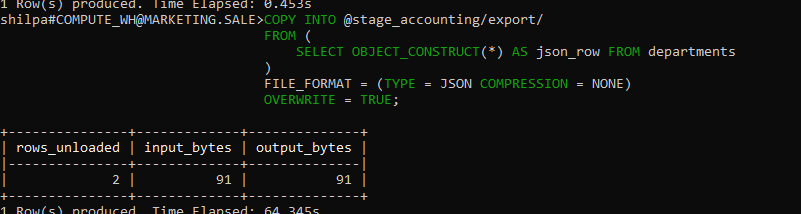 1 Row(s) produced. Time Elapsed: 0.453s
shilpa#COMPUTE_WH@MARKETING.SALE>COPY INTO @stage_accounting/export/
FROM (
SELECT OBJECT_CONSTRUCT(*) AS json_row FROM departments
)
FILE_FORMAT = (TYPE = JSON COMPRESSION = NONE)
OVERWRITE = TRUE;
+---------------+-------------+--------------+
| rows_unloaded | input_bytes | output_bytes |
|---------------+-------------+--------------|
| 2 | 91 | 91 |
+---------------+-------------+--------------+
1 Row(s) produced. Time Elapsed: 64.345s